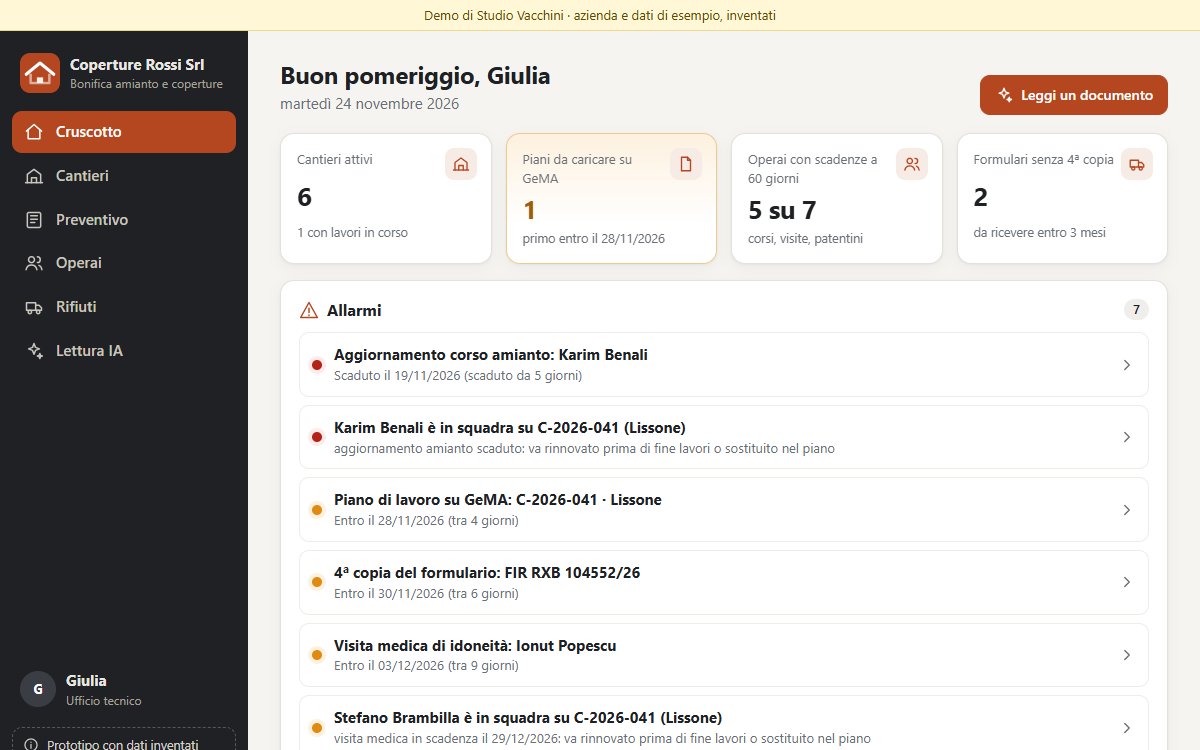 Demo di Studio Vacchini · azienda e dati di esempio, inventati
Coperture Rossi Srl
Bonifica amianto e coperture
Cruscotto
Cantieri
Preventivo
Operai
Rifiuti
Lettura IA
G
Giulia
Ufficio tecnico
Prototipo con dati inventati
Buon pomeriggio, Giulia
martedì 24 novembre 2026
Leggi un documento
Cantieri attivi
6
1 con lavori in corso
Piani da caricare su
GeMA
1
primo entro il 28/11/2026
Operai con scadenze a
60 giorni
5 su 7
corsi, visite, patentini
Formulari senza 4ª copia
2
da ricevere entro 3 mesi
Allarmi
7
Aggiornamento corso amianto: Karim Benali
Scaduto il 19/11/2026 (scaduto da 5 giorni)
Karim Benali è in squadra su C-2026-041 (Lissone)
aggiornamento amianto scaduto: va rinnovato prima di fine lavori o sostituito nel piano
Piano di lavoro su GeMA: C-2026-041 · Lissone
Entro il 28/11/2026 (tra 4 giorni)
4ª copia del formulario: FIR RXB 104552/26
Entro il 30/11/2026 (tra 6 giorni)
Visita medica di idoneità: Ionut Popescu
Entro il 03/12/2026 (tra 9 giorni)
Stefano Brambilla è in squadra su C-2026-041 (Lissone)
visita medica in scadenza il 29/12/2026: va rinnovato prima di fine lavori o sostituito nel piano